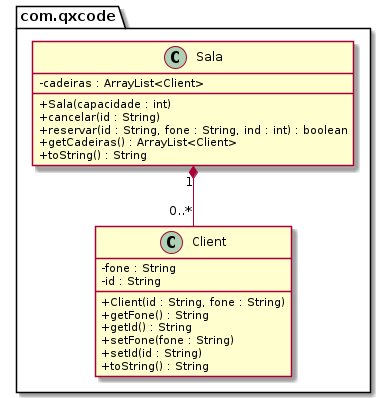 com.qxcode
C Sala
-cadeiras : ArrayList<Client>
+Sala(capacidade : int)
+cancelar(id : String)
+reservar(id : String, fone : String, ind : int) : boolean
+getCadeiras() : ArrayList<Client>
+toString() : String
1
0..*
C Client
-fone : String
-id : String
+Client(id : String, fone : String)
+getFone() : String
+getId() : String
+setFone(fone : String)
+setId(id : String)
+toString() : String